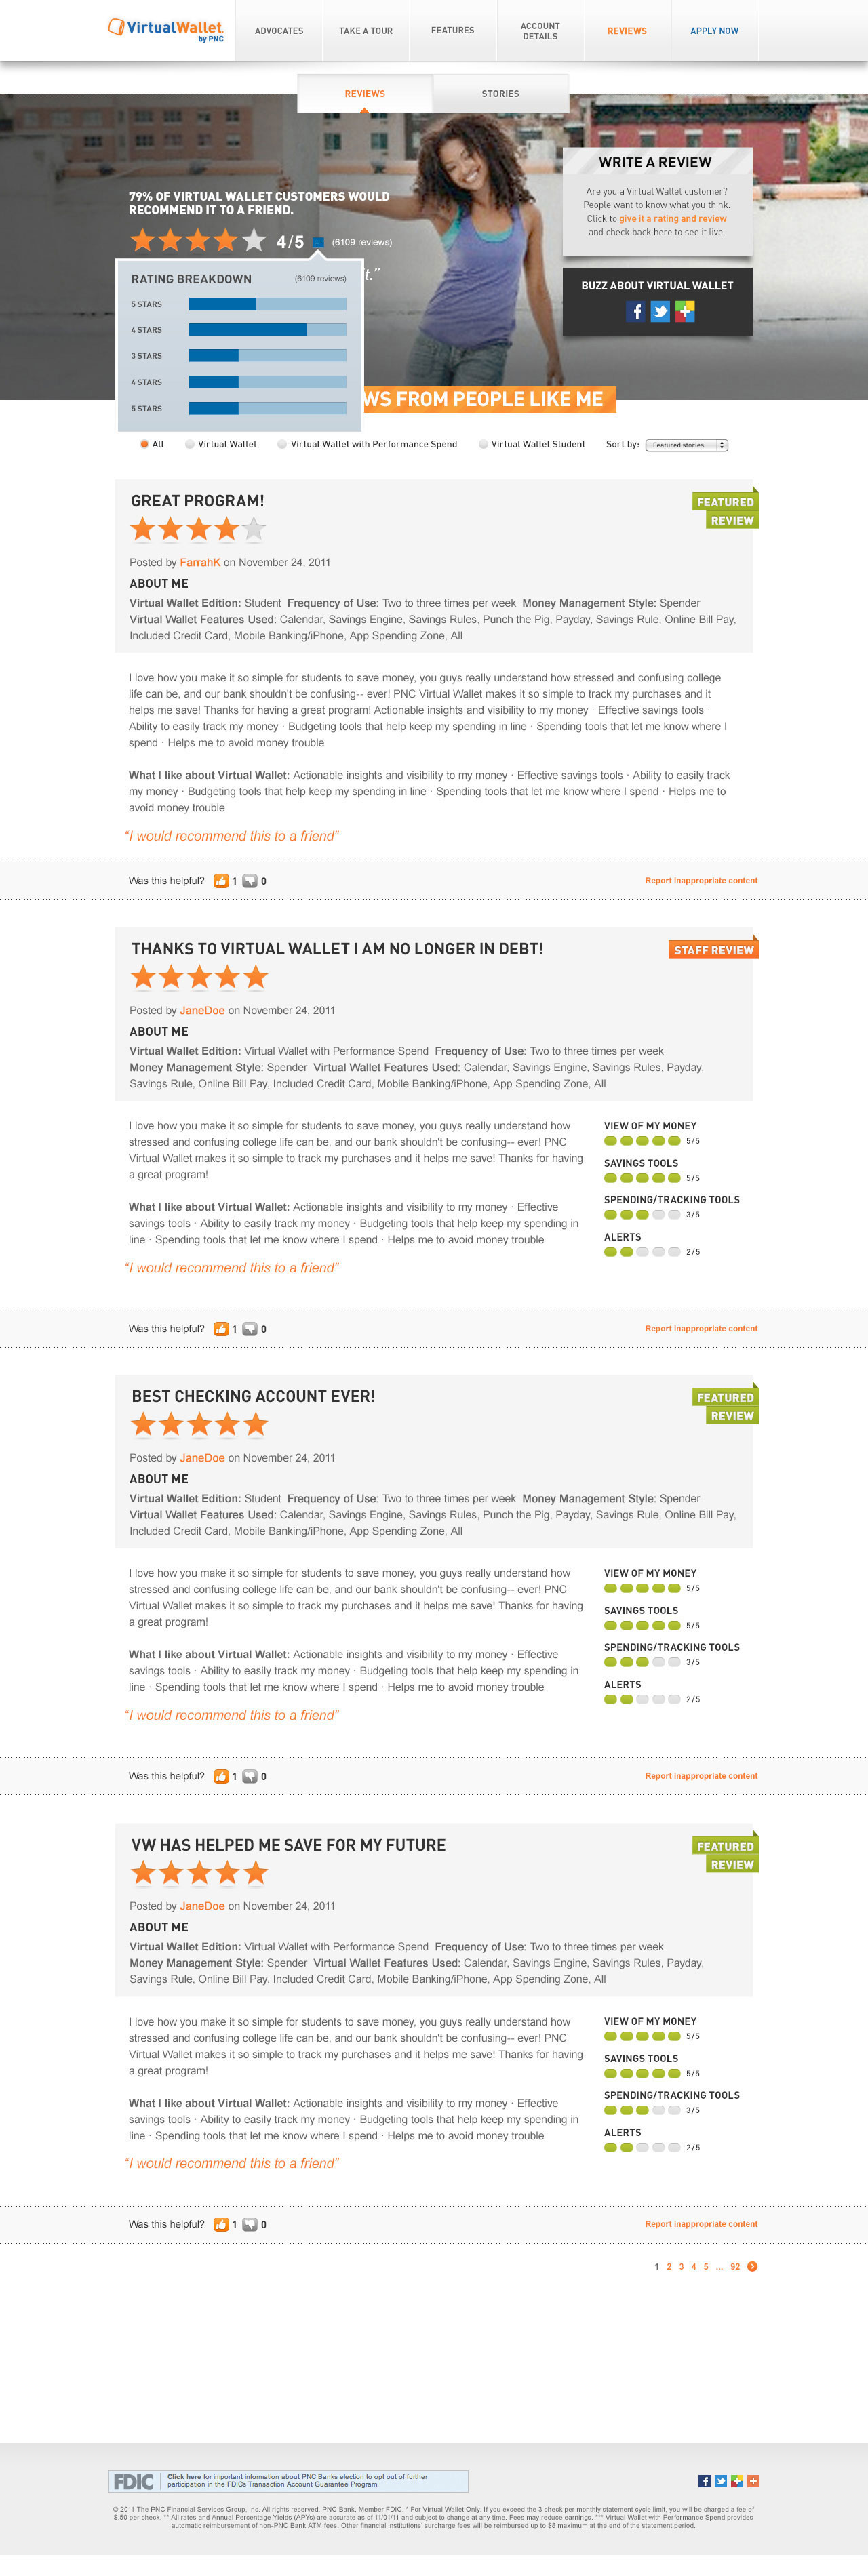 VirtualWallet
by PNC
ADVOCATES
TAKE A TOUR
FEATURES
ACCOUNT
DETAILS
REVIEWS
APPLY NOW
REVIEWS
STORIES
79% OF VIRTUAL WALLET CUSTOMERS WOULD
RECOMMEND IT TO A FRIEND.
4/5 (6109 reviews)
t.”
RATING BREAKDOWN (6109 reviews)
5 STARS
4 STARS
3 STARS
4 STARS
5 STARS
WRITE A REVIEW
Are you a Virtual Wallet customer?
People want to know what you think.
Click to give it a rating and review
and check back here to see it live.
BUZZ ABOUT VIRTUAL WALLET
WS FROM PEOPLE LIKE ME
All Virtual Wallet Virtual Wallet with Performance Spend Virtual Wallet Student Sort by: Featured stories
GREAT PROGRAM!
FEATURED
REVIEW
Posted by FarrahK on November 24, 2011
ABOUT ME
Virtual Wallet Edition: Student Frequency of Use: Two to three times per week Money Management Style: Spender
Virtual Wallet Features Used: Calendar, Savings Engine, Savings Rules, Punch the Pig, Payday, Savings Rule, Online Bill Pay,
Included Credit Card, Mobile Banking/iPhone, App Spending Zone, All
I love how you make it so simple for students to save money, you guys really understand how stressed and confusing college
life can be, and our bank shouldn't be confusing-- ever! PNC Virtual Wallet makes it so simple to track my purchases and it
helps me save! Thanks for having a great program! Actionable insights and visibility to my money · Effective savings tools ·
Ability to easily track my money · Budgeting tools that help keep my spending in line · Spending tools that let me know where I
spend · Helps me to avoid money trouble
What I like about Virtual Wallet: Actionable insights and visibility to my money · Effective savings tools · Ability to easily track
my money · Budgeting tools that help keep my spending in line · Spending tools that let me know where I spend · Helps me to
avoid money trouble
“I would recommend this to a friend”
Was this helpful? 1 0 Report inappropriate content
THANKS TO VIRTUAL WALLET I AM NO LONGER IN DEBT!
STAFF REVIEW
Posted by JaneDoe on November 24, 2011
ABOUT ME
Virtual Wallet Edition: Virtual Wallet with Performance Spend Frequency of Use: Two to three times per week
Money Management Style: Spender Virtual Wallet Features Used: Calendar, Savings Engine, Savings Rules, Payday,
Savings Rule, Online Bill Pay, Included Credit Card, Mobile Banking/iPhone, App Spending Zone, All
I love how you make it so simple for students to save money, you guys really understand how
stressed and confusing college life can be, and our bank shouldn't be confusing-- ever! PNC
Virtual Wallet makes it so simple to track my purchases and it helps me save! Thanks for having
a great program!
What I like about Virtual Wallet: Actionable insights and visibility to my money · Effective
savings tools · Ability to easily track my money · Budgeting tools that help keep my spending in
line · Spending tools that let me know where I spend · Helps me to avoid money trouble
“I would recommend this to a friend”
VIEW OF MY MONEY
5/5
SAVINGS TOOLS
5/5
SPENDING/TRACKING TOOLS
3/5
ALERTS
2/5
Was this helpful? 1 0 Report inappropriate content
BEST CHECKING ACCOUNT EVER!
FEATURED
REVIEW
Posted by JaneDoe on November 24, 2011
ABOUT ME
Virtual Wallet Edition: Student Frequency of Use: Two to three times per week Money Management Style: Spender
Virtual Wallet Features Used: Calendar, Savings Engine, Savings Rules, Punch the Pig, Payday, Savings Rule, Online Bill Pay,
Included Credit Card, Mobile Banking/iPhone, App Spending Zone, All
I love how you make it so simple for students to save money, you guys really understand how
stressed and confusing college life can be, and our bank shouldn't be confusing-- ever! PNC
Virtual Wallet makes it so simple to track my purchases and it helps me save! Thanks for having
a great program!
What I like about Virtual Wallet: Actionable insights and visibility to my money · Effective
savings tools · Ability to easily track my money · Budgeting tools that help keep my spending in
line · Spending tools that let me know where I spend · Helps me to avoid money trouble
“I would recommend this to a friend”
VIEW OF MY MONEY
5/5
SAVINGS TOOLS
5/5
SPENDING/TRACKING TOOLS
3/5
ALERTS
2/5
Was this helpful? 1 0 Report inappropriate content
VW HAS HELPED ME SAVE FOR MY FUTURE
FEATURED
REVIEW
Posted by JaneDoe on November 24, 2011
ABOUT ME
Virtual Wallet Edition: Virtual Wallet with Performance Spend Frequency of Use: Two to three times per week
Money Management Style: Spender Virtual Wallet Features Used: Calendar, Savings Engine, Savings Rules, Payday,
Savings Rule, Online Bill Pay, Included Credit Card, Mobile Banking/iPhone, App Spending Zone, All
I love how you make it so simple for students to save money, you guys really understand how
stressed and confusing college life can be, and our bank shouldn't be confusing-- ever! PNC
Virtual Wallet makes it so simple to track my purchases and it helps me save! Thanks for having
a great program!
What I like about Virtual Wallet: Actionable insights and visibility to my money · Effective
savings tools · Ability to easily track my money · Budgeting tools that help keep my spending in
line · Spending tools that let me know where I spend · Helps me to avoid money trouble
“I would recommend this to a friend”
VIEW OF MY MONEY
5/5
SAVINGS TOOLS
5/5
SPENDING/TRACKING TOOLS
3/5
ALERTS
2/5
Was this helpful? 1 0 Report inappropriate content
1 2 3 4 5 ... 92
FDIC
Click here for important information about PNC Banks election to opt out of further
participation in the FDICs Transaction Account Guarantee Program.
© 2011 The PNC Financial Services Group, Inc. All rights reserved. PNC Bank, Member FDIC. * For Virtual Wallet Only. If you exceed the 3 check per monthly statement cycle limit, you will be charged a fee of
$.50 per check. ** All rates and Annual Percentage Yields (APYs) are accurate as of 11/01/11 and subject to change at any time. Fees may reduce earnings. *** Virtual Wallet with Performance Spend provides
automatic reimbursement of non-PNC Bank ATM fees. Other financial institutions' surcharge fees will be reimbursed up to $8 maximum at the end of the statement period.